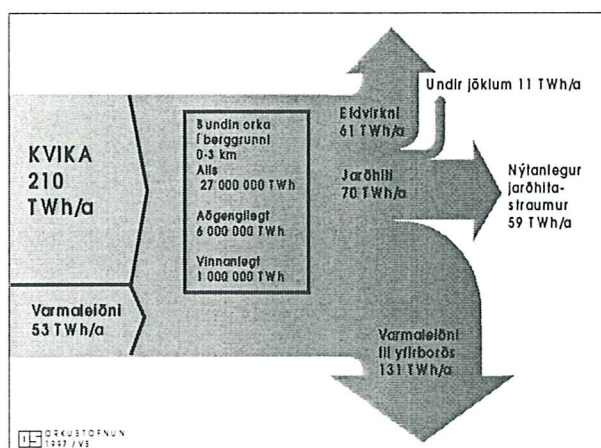 KVIKA
210
TWh/a
Varmaleiðni
53 TWh/a
Bundin orka
í berggrunni
0-3 km
Alls
27 000 000 TWh
Aðgengilegt
6 000 000 TWh
Vinnanlegt
1 000 000 TWh
Eldvirkni
61 TWh/a
Undir jöklum 11 TWh/a
Jarðhiti
70 TWh/a
Nýtanlegur
jarðhita-
straumur
59 TWh/a
Varmaleiðni
til yfirborðs
131 TWh/a
OS ORKUSTOFNUN
1997 / VS